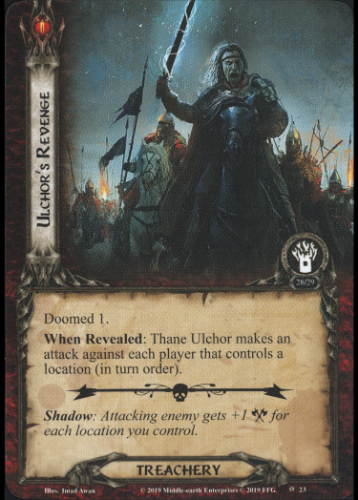 ULCHOR'S REVENGE
28/29
Doomed 1.
When Revealed: Thane Ulchor makes an
attack against each player that controls a
location (in turn order).
Shadow: Attacking enemy gets +1 for
each location you control.
TREACHERY
Illus. Imad Awan
© 2019 Middle-earth Enterprises © 2019 FFG
23